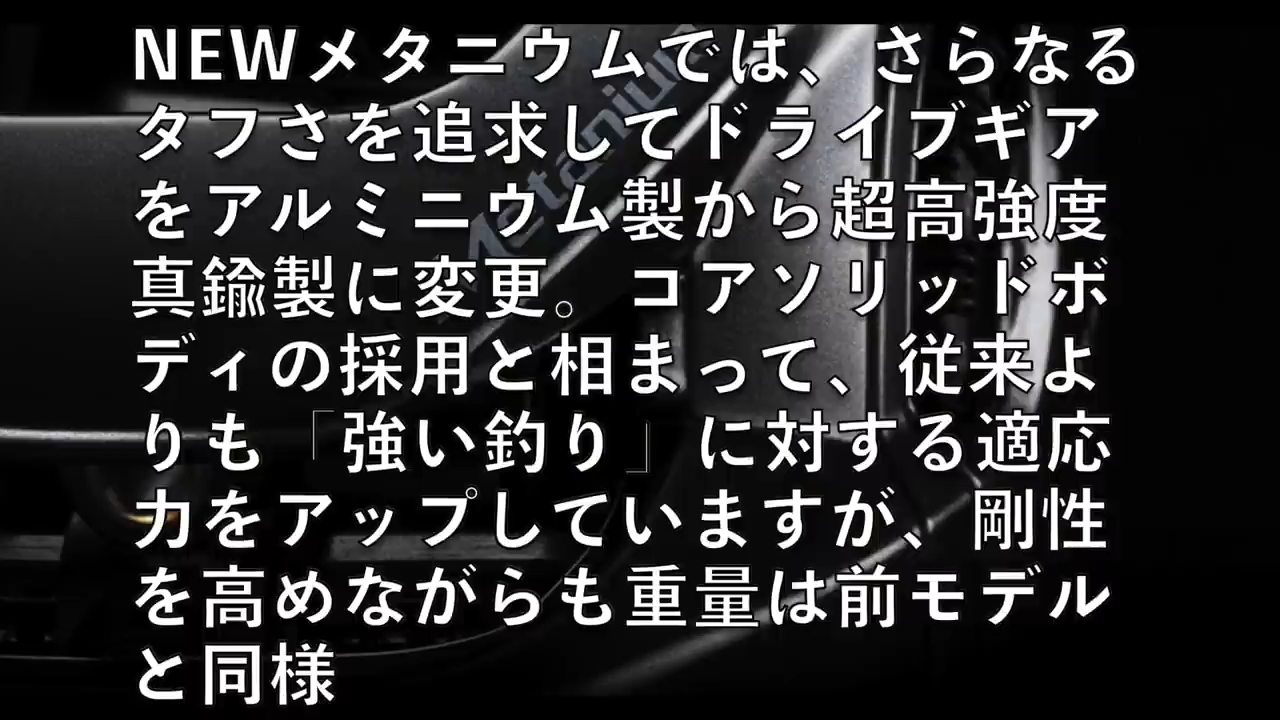 NEWメタニウムでは、さらなる
タフさを追求してドライブギア
をアルミニウム製から超高強度
真鍮製に変更。コアソリッドボ
ディの採用と相まって、従来よ
りも「強い釣り」に対する適応
力をアップしていますが、剛性
を高めながらも重量は前モデル
と同様
Metanium